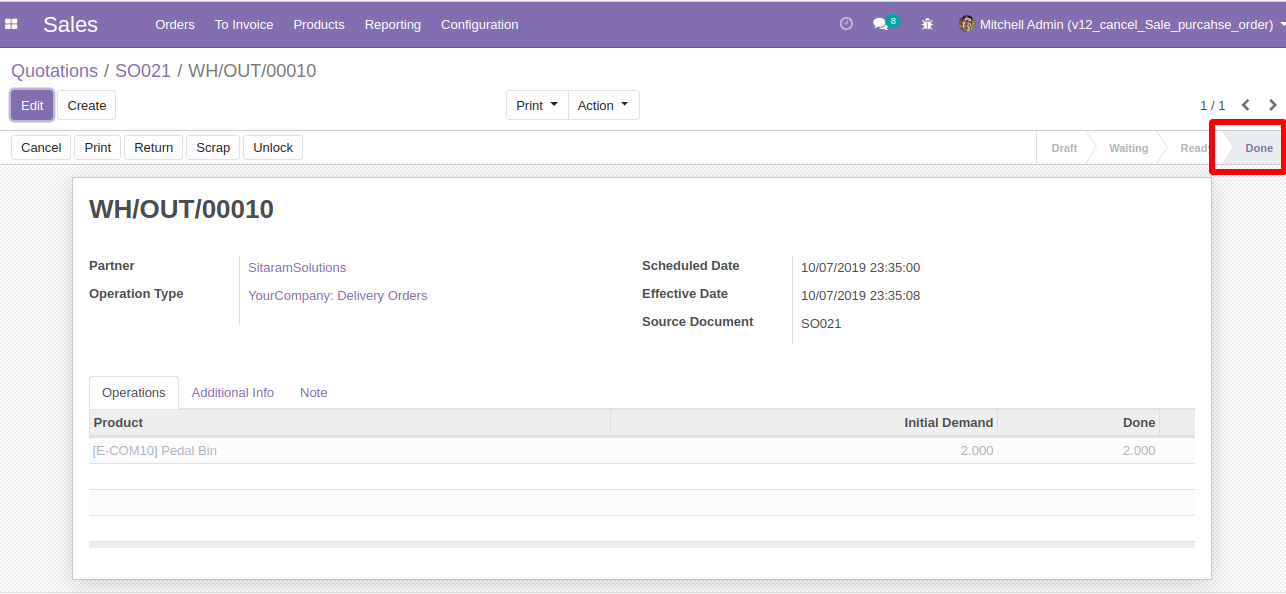 Sales Orders To Invoice Products Reporting Configuration 8 Mitchell Admin (v12_cancel_Sale_purcahse_order)
Quotations / SO021 / WH/OUT/00010
Edit Create Print Action 1 / 1
Cancel Print Return Scrap Unlock Draft Waiting Ready Done
WH/OUT/00010
Partner SitaramSolutions Scheduled Date 10/07/2019 23:35:00
Operation Type YourCompany: Delivery Orders Effective Date 10/07/2019 23:35:08
Source Document SO021
Operations Additional Info Note
Product Initial Demand Done
[E-COM10] Pedal Bin 2.000 2.000